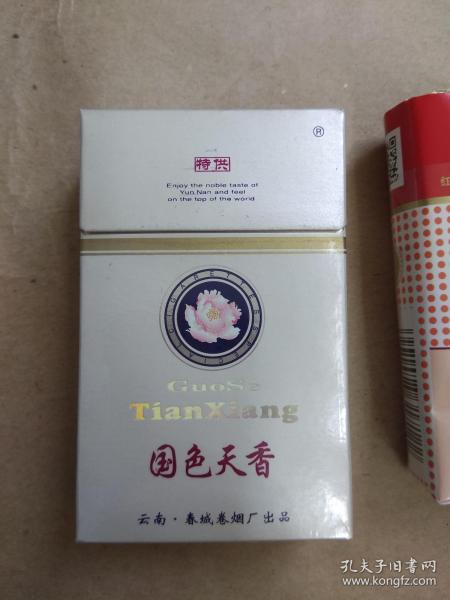 ®
特供
Enjoy the noble taste of
Yun Nan and feel
on the top of the world
GuoSe
TianXiang
国色天香
云南·春城卷烟厂出品
红
孔夫子旧书网
www.kongfz.com